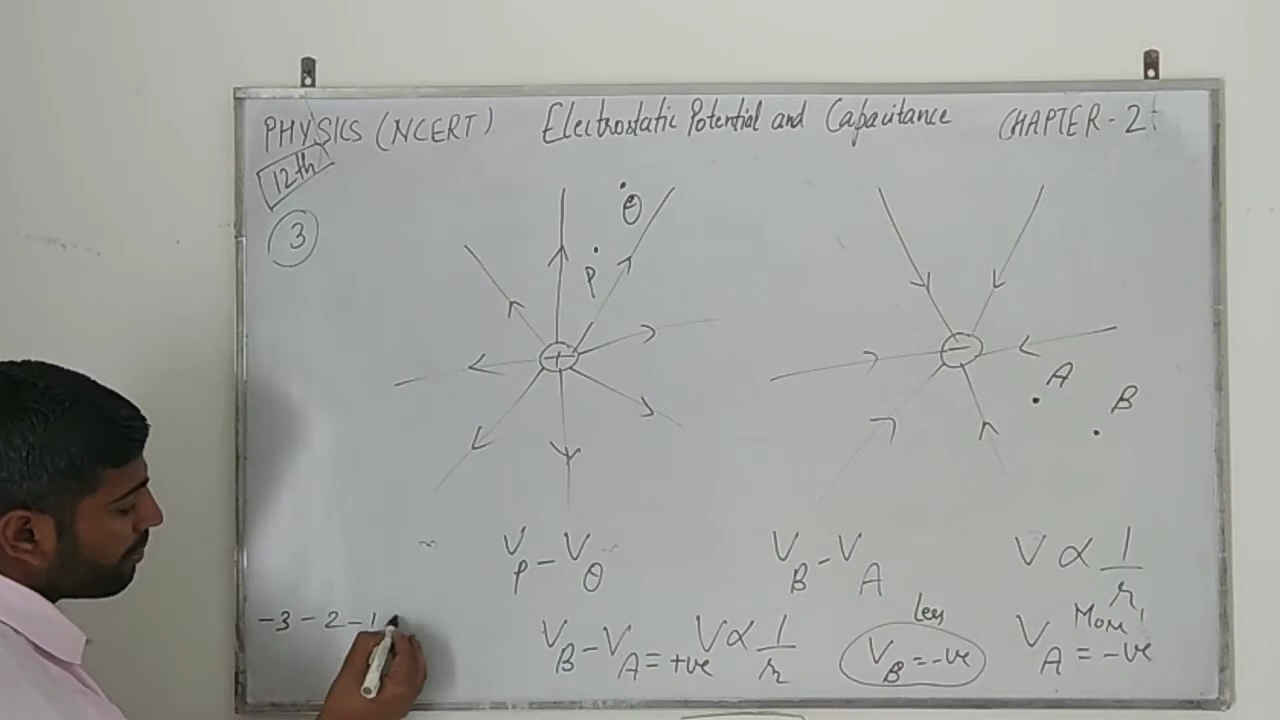 PHYSICS (NCERT) Electrostatic Potential and Capacitance CHAPTER-2
12th
3
Q
P
+
−
A
B
V_P − V_Q
V_B − V_A
V ∝ 1/r
−3 −2 −1
V_B − V_A = +ve
V ∝ 1/r
Less
V_B = −ve
More
V_A = −ve